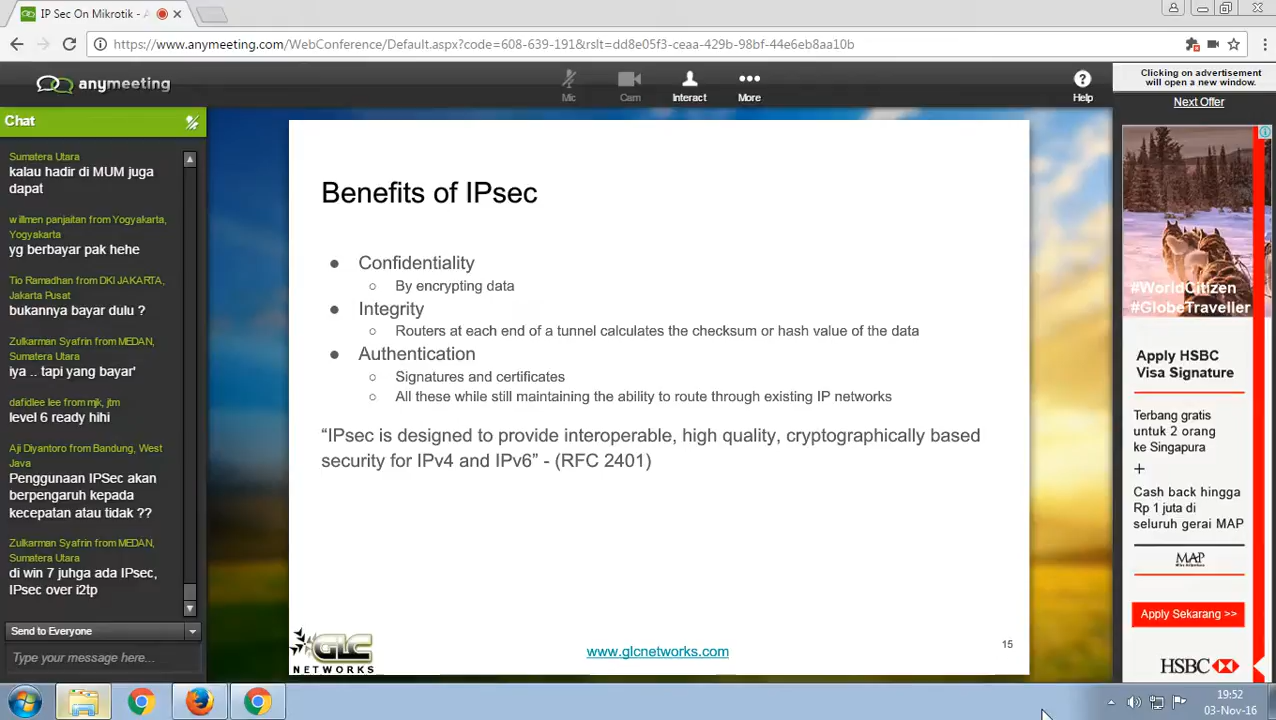 IP Sec On Mikrotik - A
https://www.anymeeting.com/WebConference/Default.aspx?code=608-639-191&rslt=dd8e05f3-ceaa-429b-98bf-44e6eb8aa10b
anymeeting
Mic
Cam
Interact
More
Help
Clicking on advertisement
will open a new window.
Next Offer
Chat
Sumatera Utara
kalau hadir di MUM juga
dapat
willmen panjaitan from Yogyakarta,
Yogyakarta
yg berbayar pak hehe
Tio Ramadhan from DKI JAKARTA,
Jakarta Pusat
bukannya bayar dulu ?
Zulkarman Syafrin from MEDAN,
Sumatera Utara
iya .. tapi yang bayar'
dafidlee lee from mjk, jtm
level 6 ready hihi
Aji Diyantoro from Bandung, West
Java
Penggunaan IPSec akan
berpengaruh kepada
kecepatan atau tidak ??
Zulkarman Syafrin from MEDAN,
Sumatera Utara
di win 7 juhga ada IPsec,
IPsec over i2tp
Send to Everyone
Type your message here...
Benefits of IPsec
● Confidentiality
○ By encrypting data
● Integrity
○ Routers at each end of a tunnel calculates the checksum or hash value of the data
● Authentication
○ Signatures and certificates
○ All these while still maintaining the ability to route through existing IP networks
“IPsec is designed to provide interoperable, high quality, cryptographically based
security for IPv4 and IPv6” - (RFC 2401)
GLC
NETWORKS
www.glcnetworks.com
15
#WorldCitizen
#GlobeTraveller
Apply HSBC
Visa Signature
Terbang gratis
untuk 2 orang
ke Singapura
+
Cash back hingga
Rp 1 juta di
seluruh gerai MAP
MAP
Apply Sekarang >>
HSBC
19:52
03-Nov-16